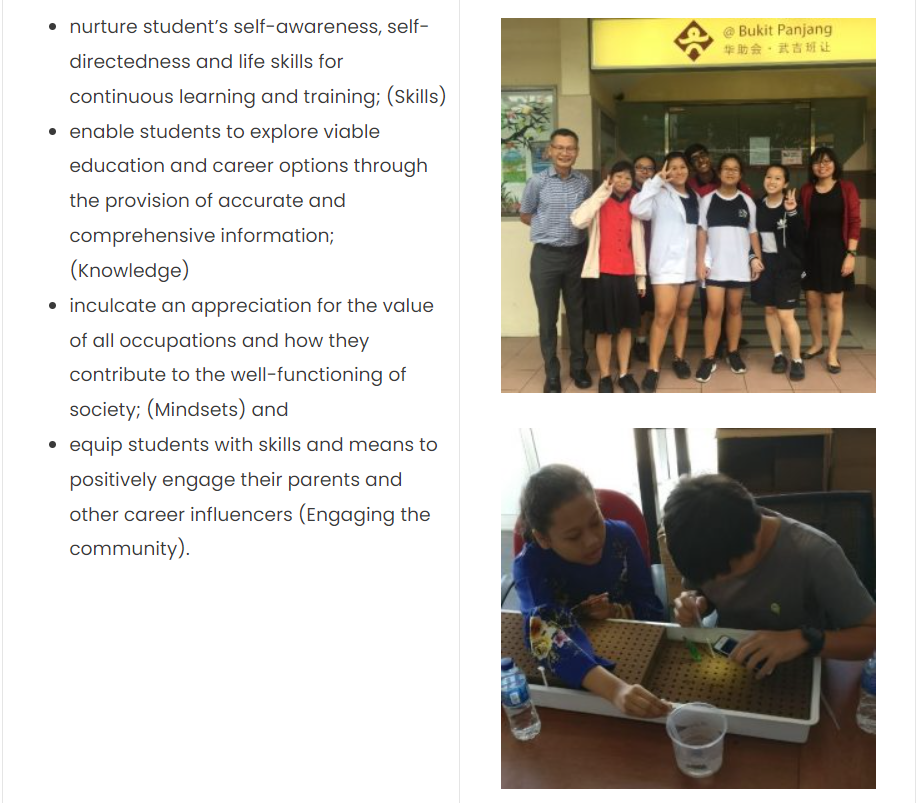 nurture student’s self-awareness, self-
directedness and life skills for
continuous learning and training; (Skills)
enable students to explore viable
education and career options through
the provision of accurate and
comprehensive information;
(Knowledge)
inculcate an appreciation for the value
of all occupations and how they
contribute to the well-functioning of
society; (Mindsets) and
equip students with skills and means to
positively engage their parents and
other career influencers (Engaging the
community).
@ Bukit Panjang
华助会·武吉班让